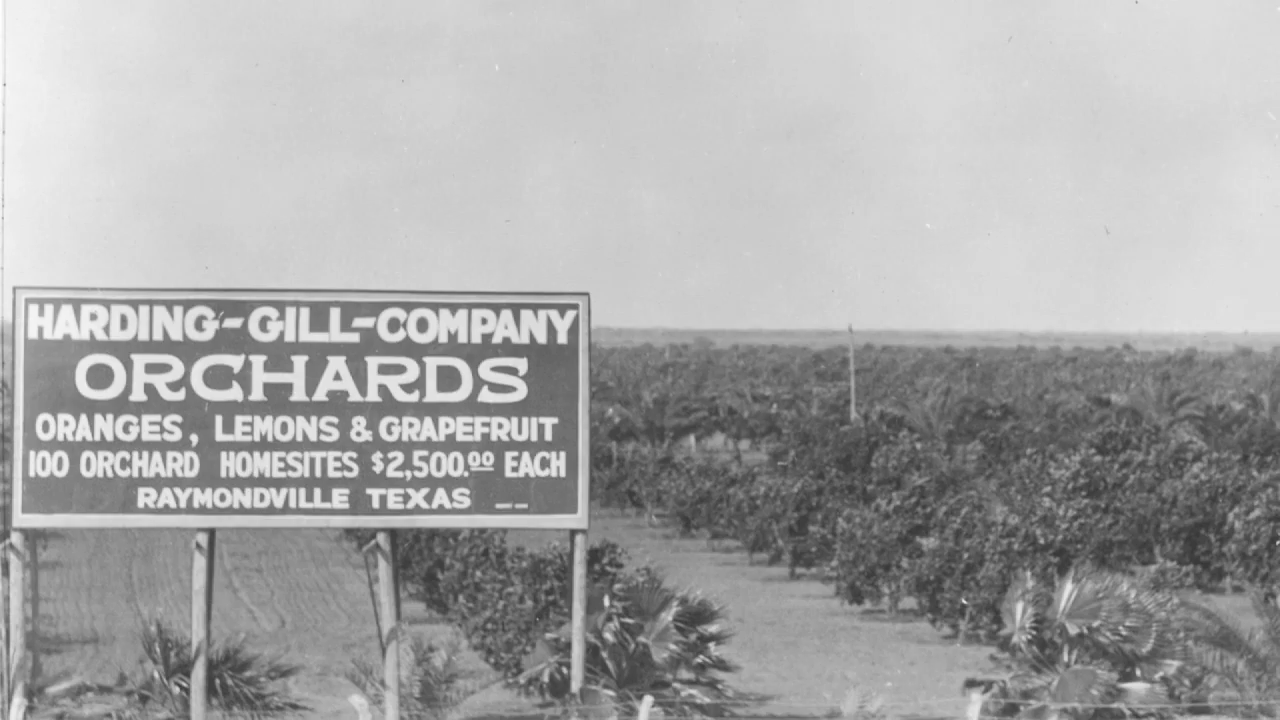 HARDING-GILL-COMPANY
ORCHARDS
ORANGES, LEMONS & GRAPEFRUIT
100 ORCHARD HOMESITES $2,500.00 EACH
RAYMONDVILLE TEXAS